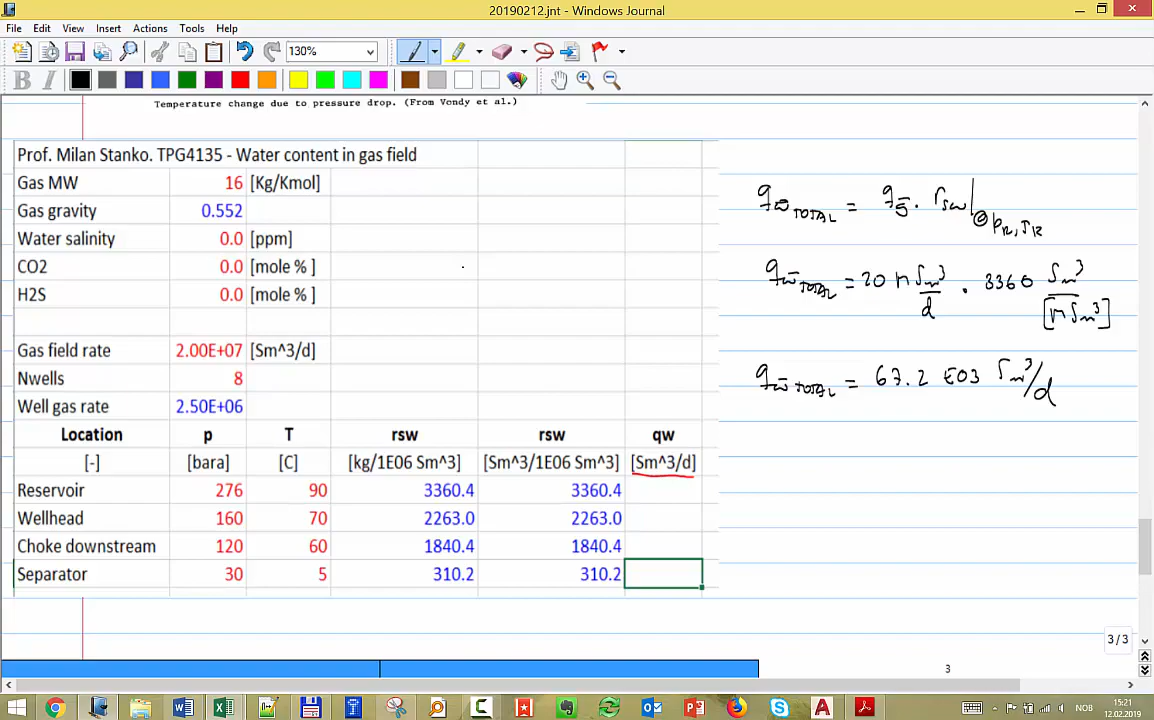 20190212.jnt - Windows Journal
File Edit View Insert Actions Tools Help
130%
B I
Temperature change due to pressure drop. (From Vondy et al.)
Prof. Milan Stanko. TPG4135 - Water content in gas field
Gas MW 16 [Kg/Kmol]
Gas gravity 0.552
Water salinity 0.0 [ppm]
CO2 0.0 [mole % ]
H2S 0.0 [mole % ]
Gas field rate 2.00E+07 [Sm^3/d]
Nwells 8
Well gas rate 2.50E+06
Location p T rsw rsw qw
[-] [bara] [C] [kg/1E06 Sm^3] [Sm^3/1E06 Sm^3] [Sm^3/d]
Reservoir 276 90 3360.4 3360.4
Wellhead 160 70 2263.0 2263.0
Choke downstream 120 60 1840.4 1840.4
Separator 30 5 310.2 310.2
q w̄ TOTAL = q ḡ · rsw | @ PR, TR
q w̄ TOTAL = 20 M Sm³/d · 3360 Sm³/[M Sm³]
q w̄ TOTAL = 67.2 E03 Sm³/d
3/3
3
NOB
15:21
12.02.2019